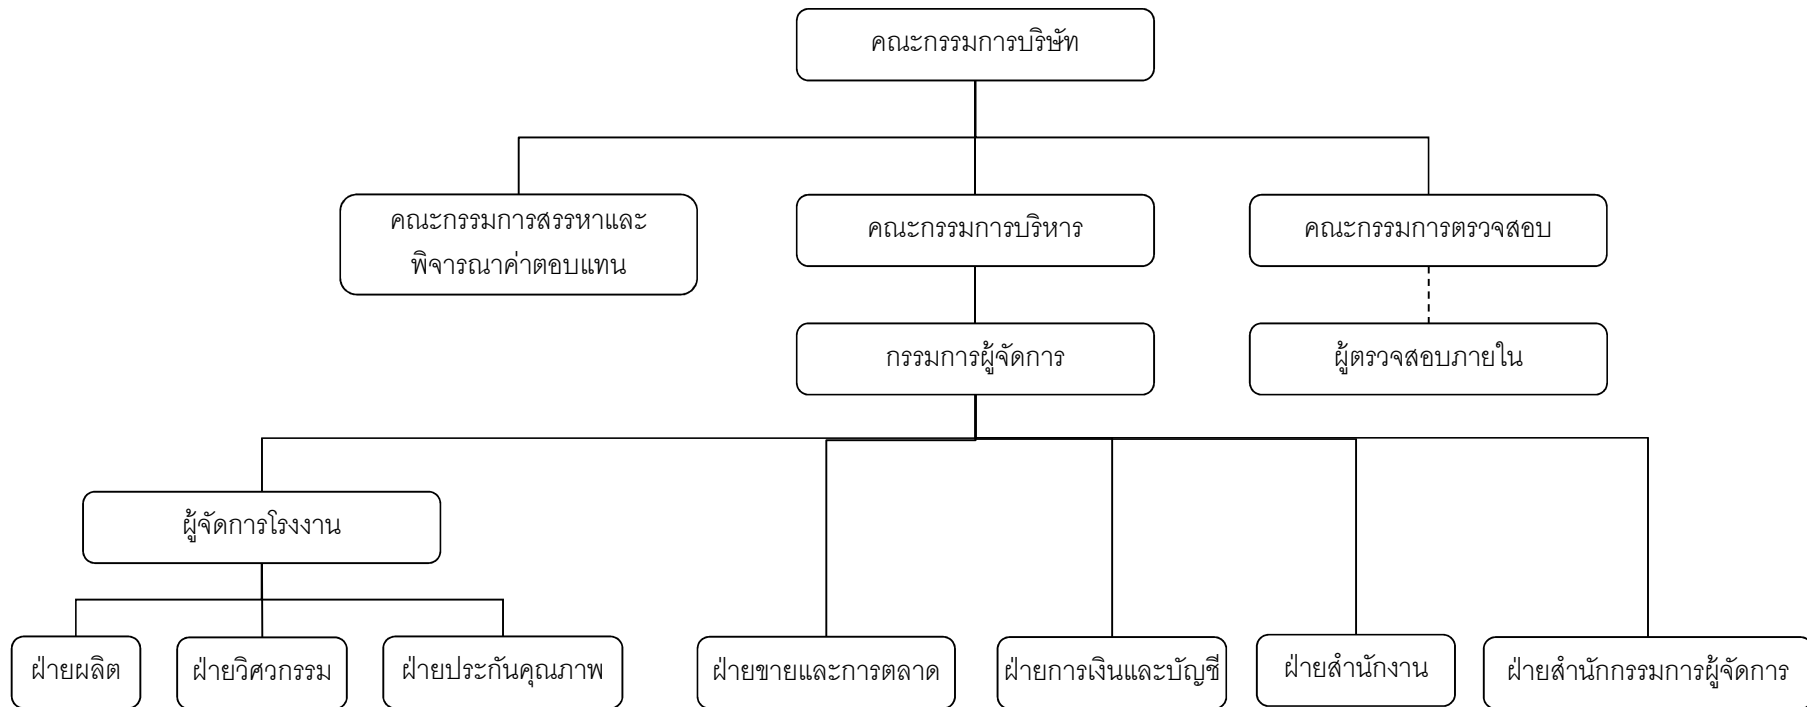 คณะกรรมการบริษัท
คณะกรรมการสรรหาและ
พิจารณาค่าตอบแทน
คณะกรรมการบริหาร
คณะกรรมการตรวจสอบ
กรรมการผู้จัดการ
ผู้ตรวจสอบภายใน
ผู้จัดการโรงงาน
ฝ่ายผลิต
ฝ่ายวิศวกรรม
ฝ่ายประกันคุณภาพ
ฝ่ายขายและการตลาด
ฝ่ายการเงินและบัญชี
ฝ่ายสำนักงาน
ฝ่ายสำนักกรรมการผู้จัดการ